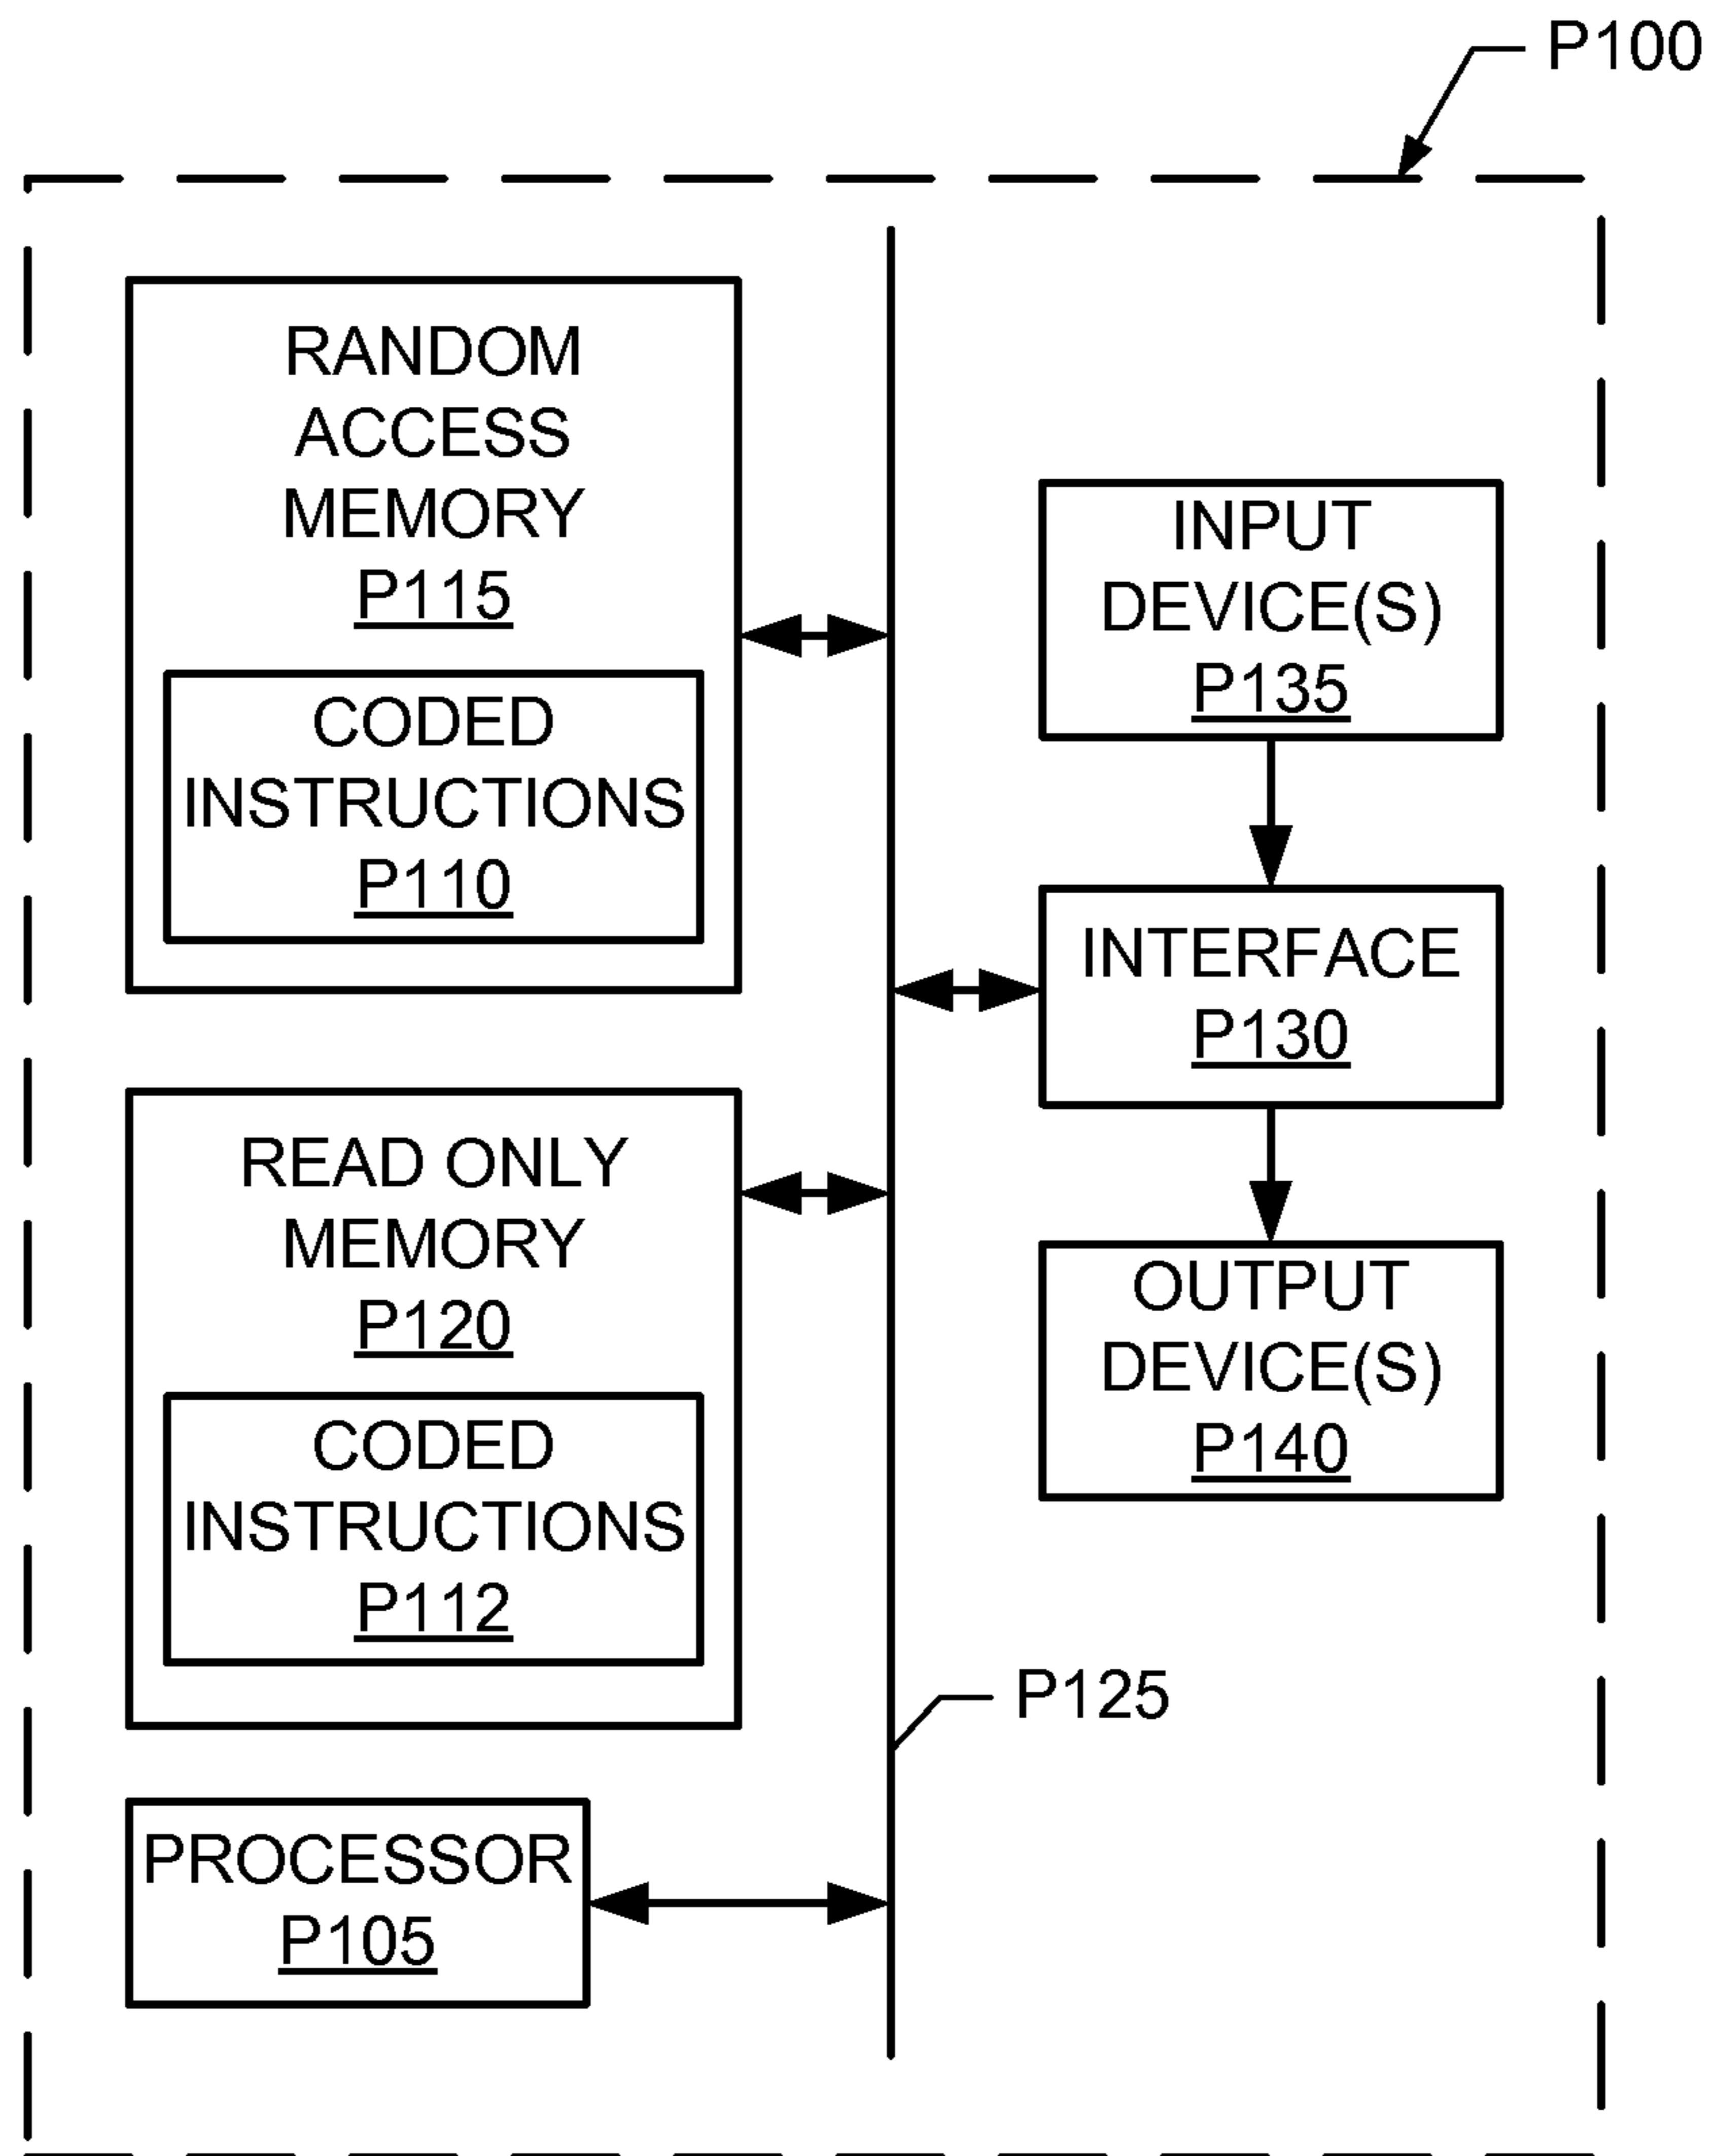 P100
RANDOM
ACCESS
MEMORY
P115
CODED
INSTRUCTIONS
P110
READ ONLY
MEMORY
P120
CODED
INSTRUCTIONS
P112
PROCESSOR
P105
INPUT
DEVICE(S)
P135
INTERFACE
P130
OUTPUT
DEVICE(S)
P140
P125